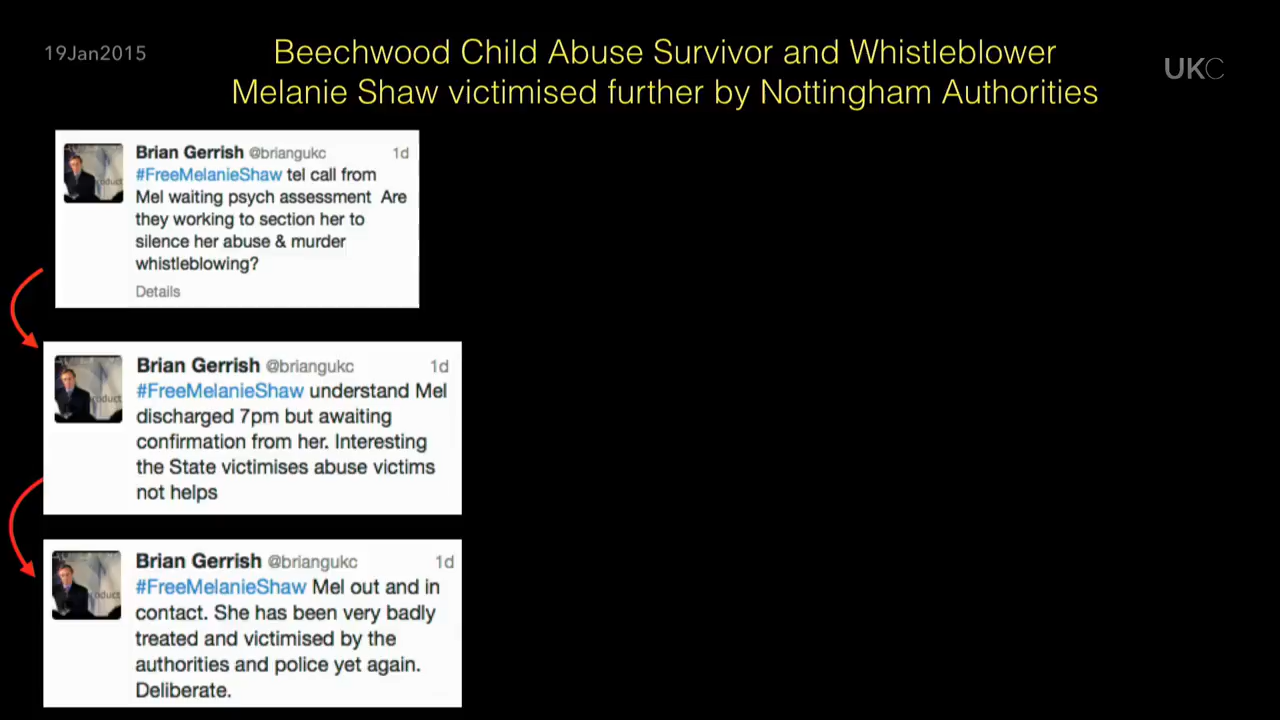 19Jan2015
Beechwood Child Abuse Survivor and Whistleblower
Melanie Shaw victimised further by Nottingham Authorities
UKC
Brian Gerrish @briangukc 1d
#FreeMelanieShaw tel call from
Mel waiting psych assessment Are
they working to section her to
silence her abuse & murder
whistleblowing?
Details
Brian Gerrish @briangukc 1d
#FreeMelanieShaw understand Mel
discharged 7pm but awaiting
confirmation from her. Interesting
the State victimises abuse victims
not helps
Brian Gerrish @briangukc 1d
#FreeMelanieShaw Mel out and in
contact. She has been very badly
treated and victimised by the
authorities and police yet again.
Deliberate.